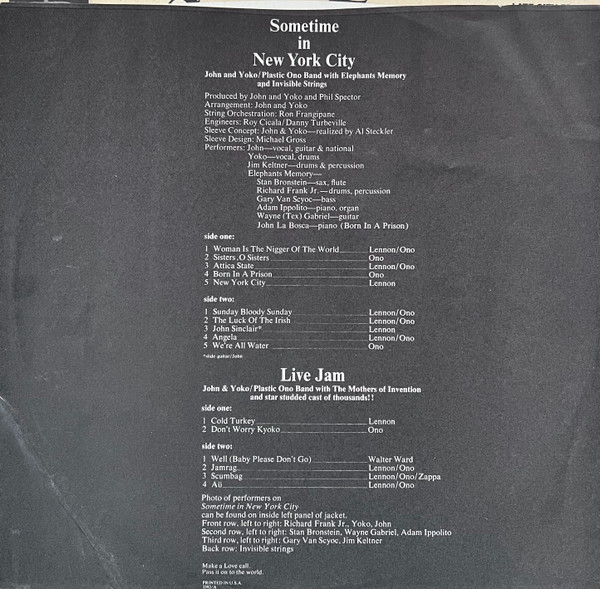 Sometime
in
New York City
John and Yoko/Plastic Ono Band with Elephants Memory
and Invisible Strings
Produced by John and Yoko and Phil Spector
Arrangement: John and Yoko
String Orchestration: Ron Frangipane
Engineers: Roy Cicala/Danny Turbeville
Sleeve Concept: John & Yoko—realized by Al Steckler
Sleeve Design: Michael Gross
Performers: John—vocal, guitar & national
Yoko—vocal, drums
Jim Keltner—drums & percussion
Elephants Memory—
Stan Bronstein—sax, flute
Richard Frank Jr.—drums, percussion
Gary Van Scyoc—bass
Adam Ippolito—piano, organ
Wayne (Tex) Gabriel—guitar
John La Bosca—piano (Born In A Prison)
side one:
1 Woman Is The Nigger Of The World Lennon/Ono
2 Sisters,O Sisters Ono
3 Attica State Lennon/Ono
4 Born In A Prison Ono
5 New York City Lennon
side two:
1 Sunday Bloody Sunday Lennon/Ono
2 The Luck Of The Irish Lennon/Ono
3 John Sinclair* Lennon
4 Angela Lennon/Ono
5 We're All Water Ono
*slide guitar/John
Live Jam
John & Yoko/Plastic Ono Band with The Mothers of Invention
and star studded cast of thousands!!
side one:
1 Cold Turkey Lennon
2 Don't Worry Kyoko Ono
side two:
1 Well (Baby Please Don't Go) Walter Ward
2 Jamrag Lennon/Ono
3 Scumbag Lennon/Ono/Zappa
4 Aü Lennon/Ono
Photo of performers on
Sometime in New York City
can be found on inside left panel of jacket.
Front row, left to right: Richard Frank Jr., Yoko, John
Second row, left to right: Stan Bronstein, Wayne Gabriel, Adam Ippolito
Third row, left to right: Gary Van Scyoc, Jim Keltner
Back row: Invisible strings
Make a Love call.
Pass it on to the world.
PRINTED IN U.S.A.